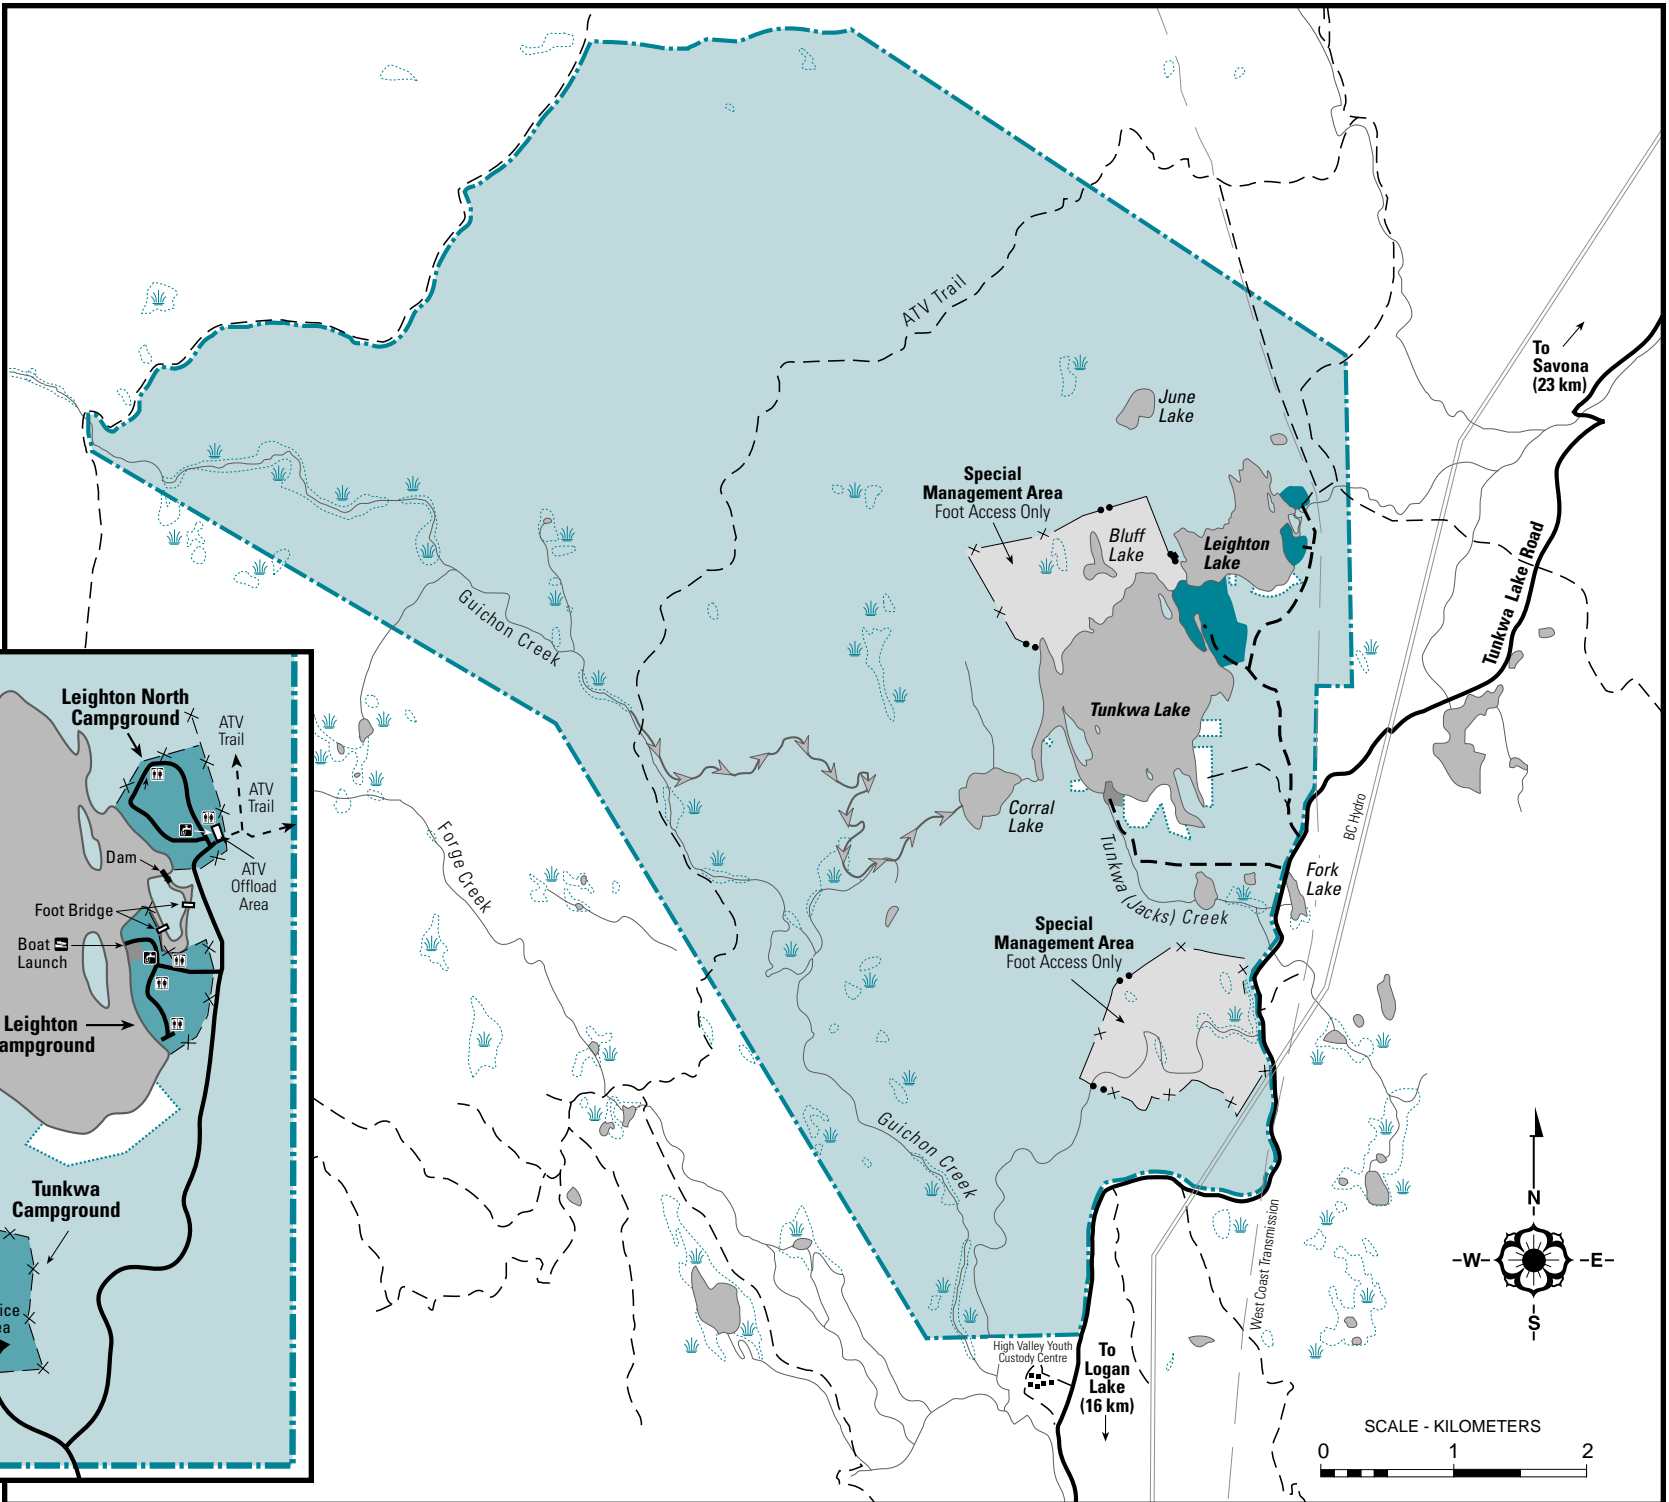 ATV Trail
To
Savona
(23 km)
June
Lake
Special
Management Area
Foot Access Only
Bluff
Lake
Leighton
Lake
Tunkwa Lake Road
Guichon Creek
Tunkwa Lake
Corral
Lake
Forge Creek
Tunkwa (Jacks) Creek
Fork
Lake
BC Hydro
Special
Management Area
Foot Access Only
Guichon Creek
West Coast Transmission
High Valley Youth
Custody Centre
To
Logan
Lake
(16 km)
N
W
E
S
SCALE - KILOMETERS
0 1 2
Leighton North
Campground
ATV
Trail
ATV
Trail
Dam
ATV
Offload
Area
Foot Bridge
Boat
Launch
Leighton
ampground
Tunkwa
Campground
ice
ea